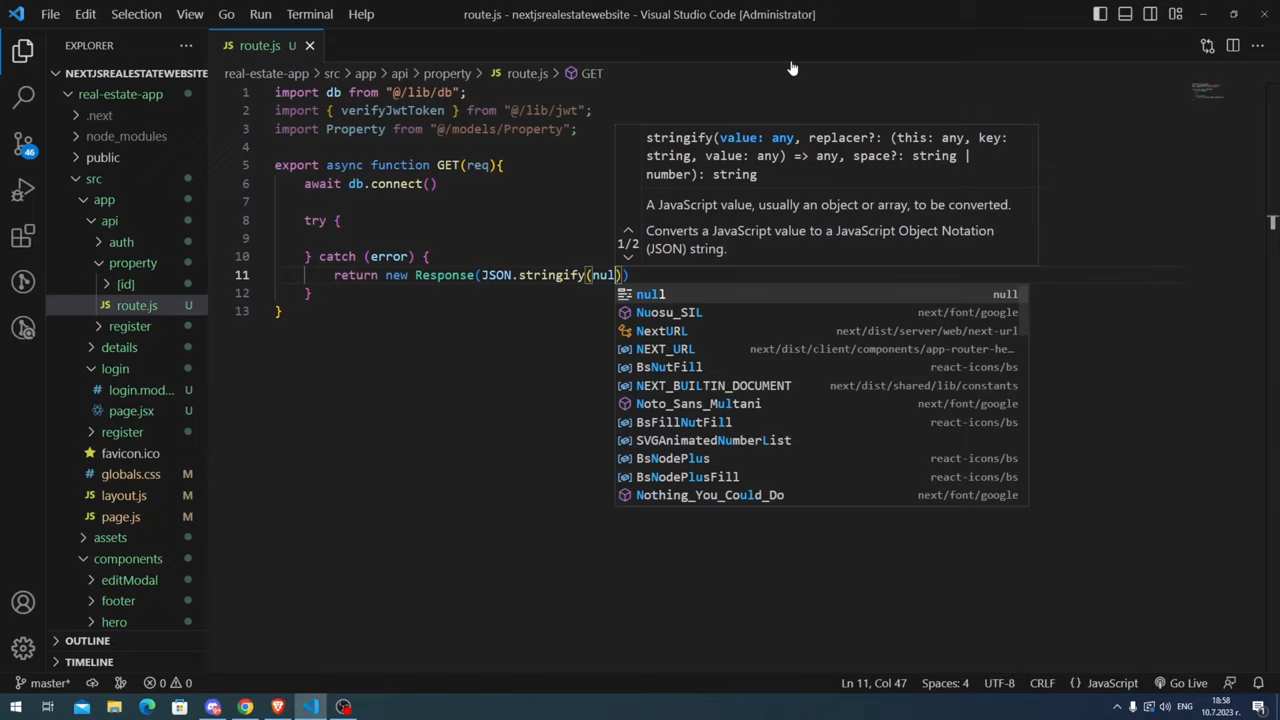 File Edit Selection View Go Run Terminal Help
route.js - nextjsrealestatewebsite - Visual Studio Code [Administrator]
EXPLORER
NEXTJSREALESTATEWEBSITE
real-estate-app
.next
node_modules
public
src
app
api
auth
property
[id]
route.js U
register
details
login
login.mod... U
page.jsx U
register
favicon.ico
globals.css M
layout.js M
page.js M
assets
components
editModal
footer
hero
OUTLINE
TIMELINE
46
JS route.js U
real-estate-app > src > app > api > property > JS route.js > GET
1 import db from "@/lib/db";
2 import { verifyJwtToken } from "@/lib/jwt";
3 import Property from "@/models/Property";
4
5 export async function GET(req){
6 await db.connect()
7
8 try {
9
10 } catch (error) {
11 return new Response(JSON.stringify(nul))
12 }
13 }
stringify(value: any, replacer?: (this: any, key:
string, value: any) => any, space?: string |
number): string
A JavaScript value, usually an object or array, to be converted.
1/2
Converts a JavaScript value to a JavaScript Object Notation
(JSON) string.
null null
Nuosu_SIL next/font/google
NextURL next/dist/server/web/next-url
NEXT_URL next/dist/client/components/app-router-he…
BsNutFill react-icons/bs
NEXT_BUILTIN_DOCUMENT next/dist/shared/lib/constants
Noto_Sans_Multani next/font/google
BsFillNutFill react-icons/bs
SVGAnimatedNumberList
BsNodePlus react-icons/bs
BsNodePlusFill react-icons/bs
Nothing_You_Could_Do next/font/google
master* 0 0 Ln 11, Col 47 Spaces: 4 UTF-8 CRLF {} JavaScript Go Live
ENG 18:58
10.7.2023 г.
1